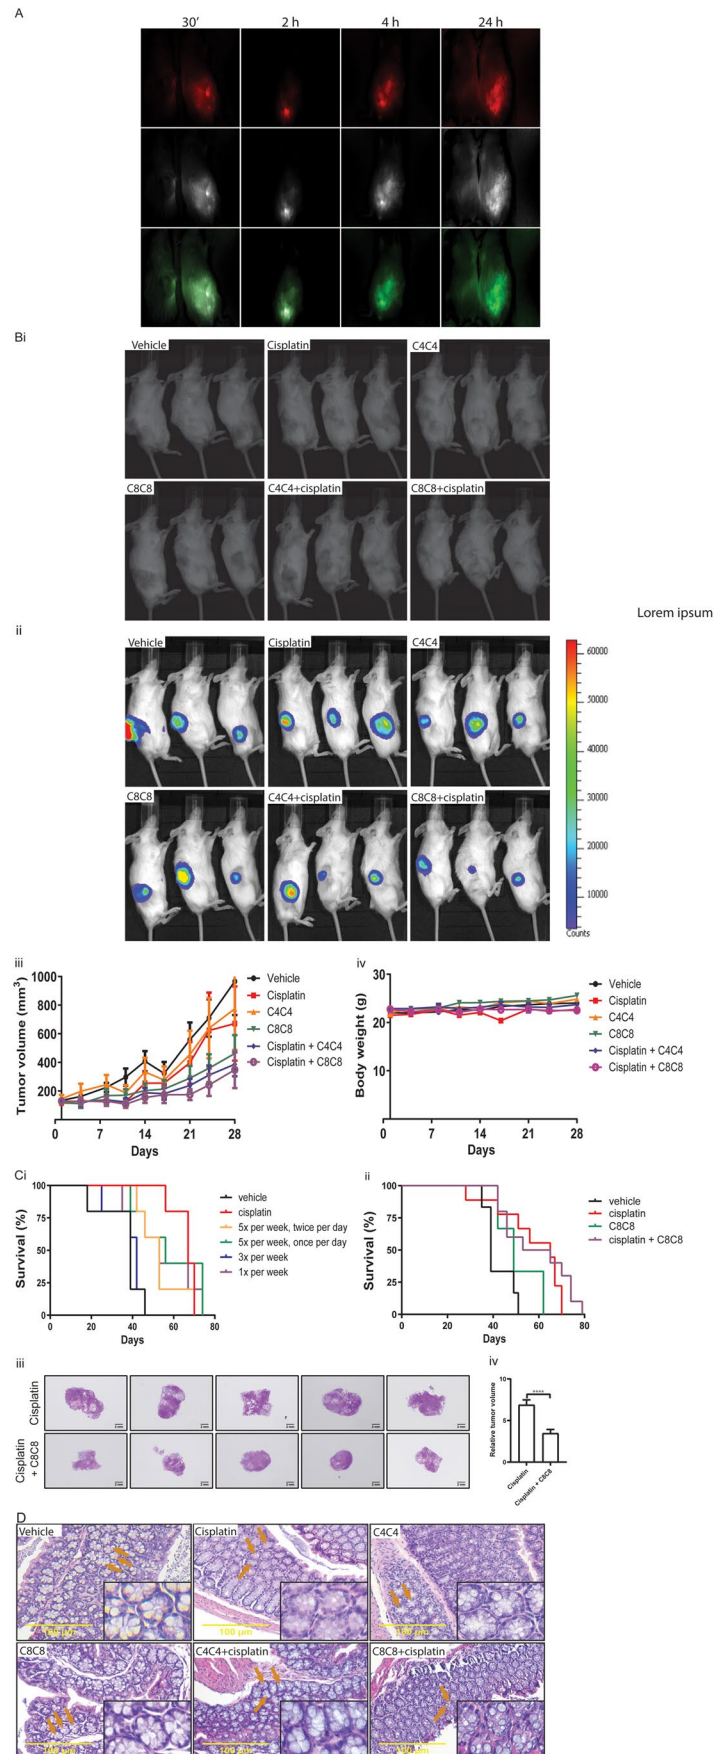 A
30′ 2 h 4 h 24 h
Bi
Vehicle Cisplatin C4C4
C8C8 C4C4+cisplatin C8C8+cisplatin
Lorem ipsum
ii
Vehicle Cisplatin C4C4
C8C8 C4C4+cisplatin C8C8+cisplatin
60000
50000
40000
30000
20000
10000
Counts
iii
Tumor volume (mm³)
1000
800
600
400
200
0 7 14 21 28
Days
Vehicle
Cisplatin
C4C4
C8C8
Cisplatin + C4C4
Cisplatin + C8C8
iv
Body weight (g)
30
20
10
0 7 14 21 28
Days
Vehicle
Cisplatin
C4C4
C8C8
Cisplatin + C4C4
Cisplatin + C8C8
Ci
Survival (%)
100
75
50
25
0
0 20 40 60 80
Days
vehicle
cisplatin
5x per week, twice per day
5x per week, once per day
3x per week
1x per week
ii
Survival (%)
100
75
50
25
0
0 20 40 60 80
Days
vehicle
cisplatin
C8C8
cisplatin + C8C8
iii
Cisplatin
Cisplatin
+ C8C8
iv
Relative tumor volume
10
5
0
****
Cisplatin
Cisplatin + C8C8
D
Vehicle Cisplatin C4C4
100 µm 100 µm 100 µm
C8C8 C4C4+cisplatin C8C8+cisplatin
100 µm 100 µm 100 µm